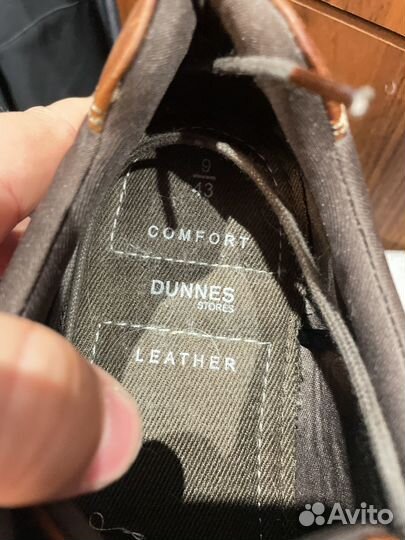 9
43
COMFORT
DUNNES
STORES
LEATHER
Avito